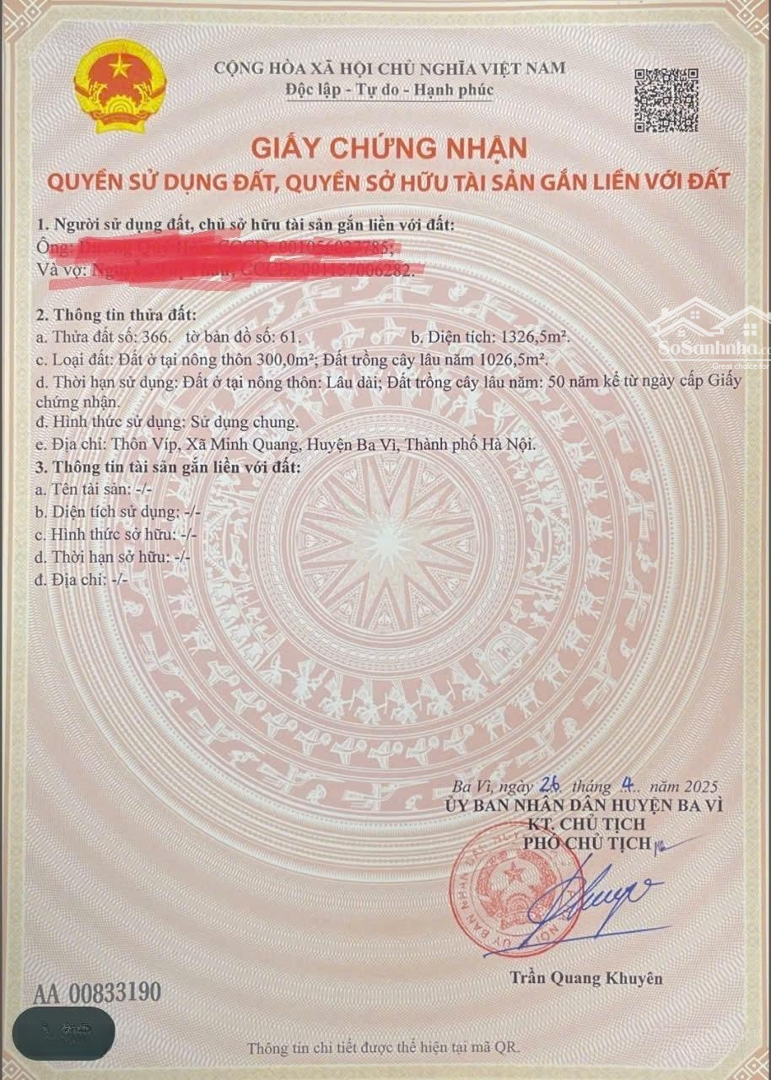 CỘNG HÒA XÃ HỘI CHỦ NGHĨA VIỆT NAM
Độc lập - Tự do - Hạnh phúc
GIẤY CHỨNG NHẬN
QUYỀN SỬ DỤNG ĐẤT, QUYỀN SỞ HỮU TÀI SẢN GẮN LIỀN VỚI ĐẤT
1. Người sử dụng đất, chủ sở hữu tài sản gắn liền với đất:
Ông:
Và vợ:
2. Thông tin thửa đất:
a. Thửa đất số: 366. tờ bản đồ số: 61. b. Diện tích: 1326,5m².
c. Loại đất: Đất ở tại nông thôn 300,0m²; Đất trồng cây lâu năm 1026,5m².
d. Thời hạn sử dụng: Đất ở tại nông thôn: Lâu dài; Đất trồng cây lâu năm: 50 năm kể từ ngày cấp Giấy
chứng nhận.
đ. Hình thức sử dụng: Sử dụng chung.
e. Địa chỉ: Thôn Víp, Xã Minh Quang, Huyện Ba Vì, Thành phố Hà Nội.
3. Thông tin tài sản gắn liền với đất:
a. Tên tài sản: -/-
b. Diện tích sử dụng: -/-
c. Hình thức sở hữu: -/-
d. Thời hạn sở hữu: -/-
đ. Địa chỉ: -/-
SoSanhnha.co
Great choice for
Ba Vì, ngày 26 tháng 4 năm 2025
ỦY BAN NHÂN DÂN HUYỆN BA VÌ
KT. CHỦ TỊCH
PHÓ CHỦ TỊCH
Trần Quang Khuyên
AA 00833190
Thông tin chi tiết được thể hiện tại mã QR.